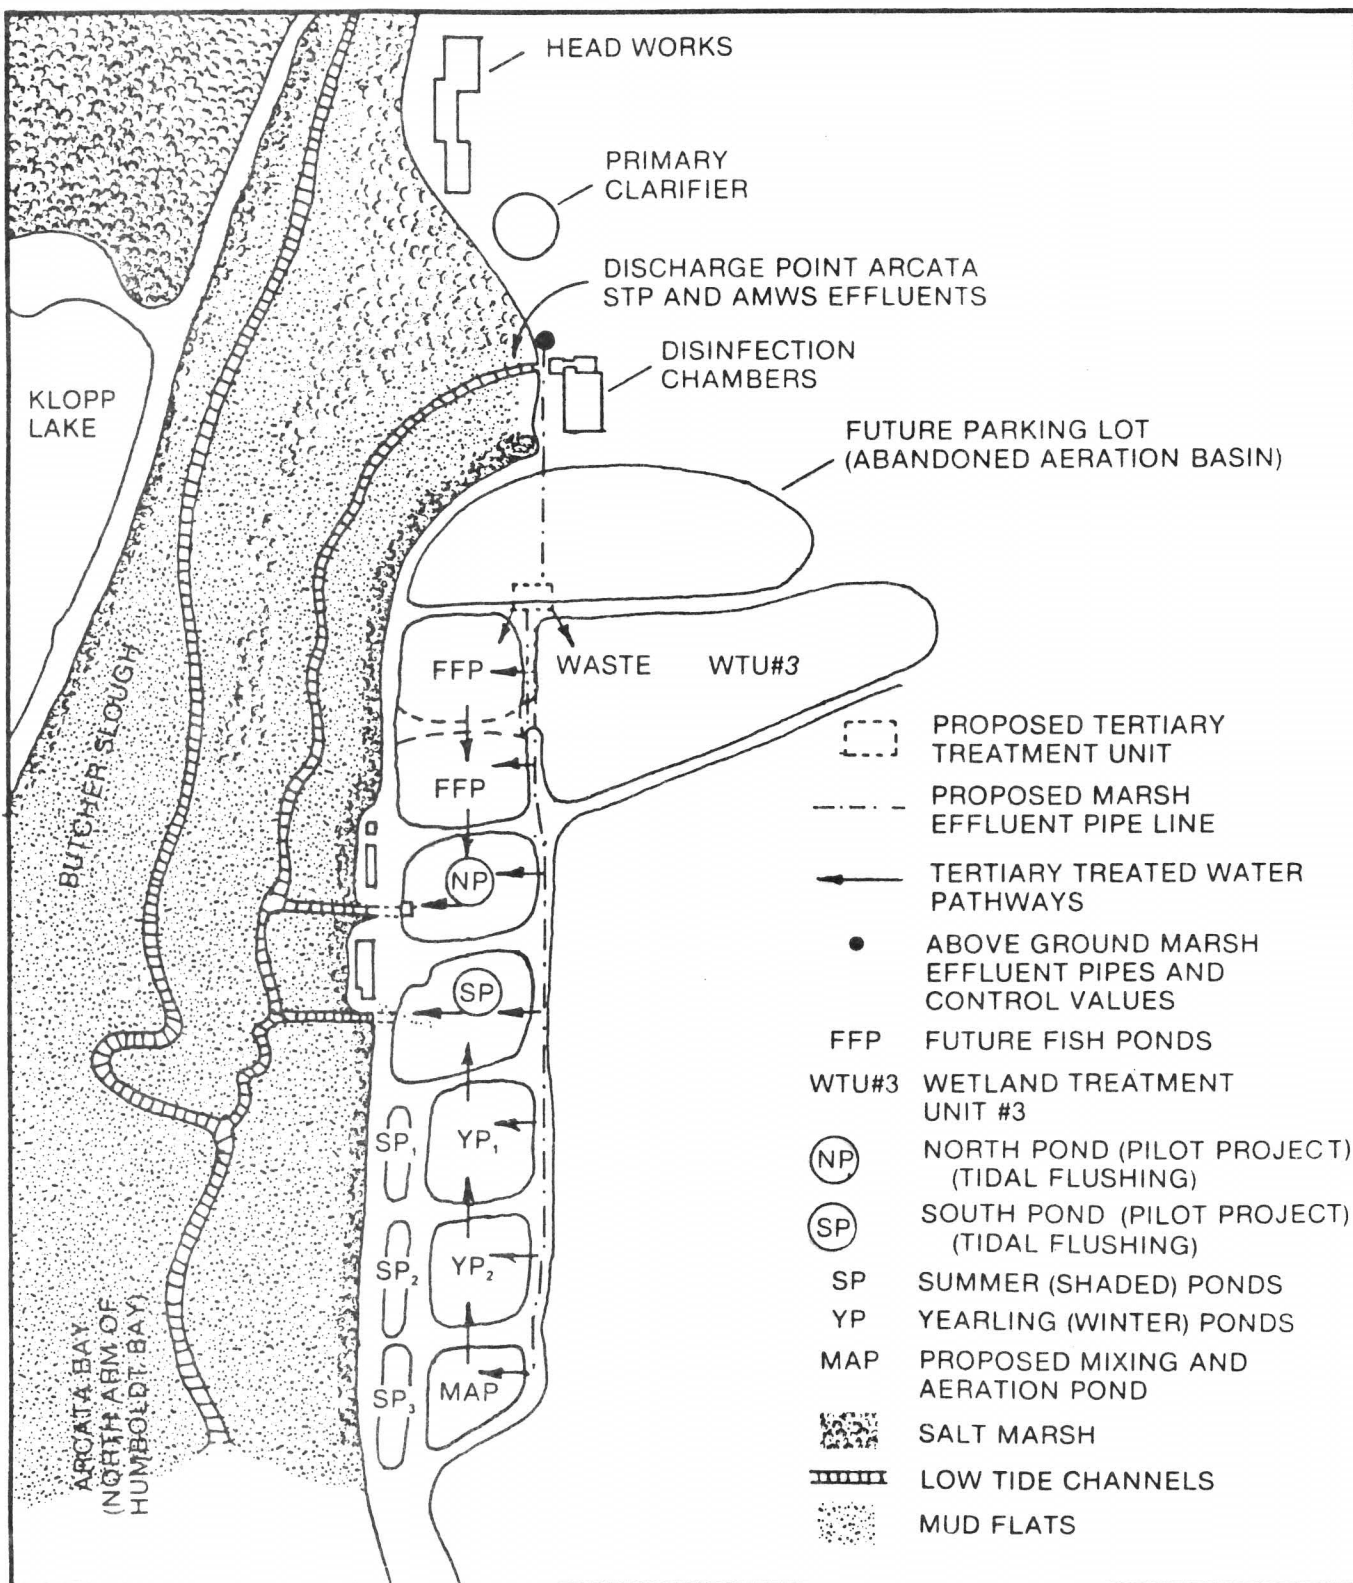 HEAD WORKS
PRIMARY
CLARIFIER
DISCHARGE POINT ARCATA
STP AND AMWS EFFLUENTS
DISINFECTION
CHAMBERS
KLOPP
LAKE
FUTURE PARKING LOT
(ABANDONED AERATION BASIN)
FFP
WASTE
WTU#3
FFP
NP
SP
SP₁
YP₁
SP₂
YP₂
SP₃
MAP
BUTCHER SLOUGH
ARCATA BAY
(NORTH ARM OF
HUMBOLDT BAY)
PROPOSED TERTIARY
TREATMENT UNIT
PROPOSED MARSH
EFFLUENT PIPE LINE
TERTIARY TREATED WATER
PATHWAYS
ABOVE GROUND MARSH
EFFLUENT PIPES AND
CONTROL VALUES
FFP FUTURE FISH PONDS
WTU#3 WETLAND TREATMENT
UNIT #3
NP NORTH POND (PILOT PROJECT)
(TIDAL FLUSHING)
SP SOUTH POND (PILOT PROJECT)
(TIDAL FLUSHING)
SP SUMMER (SHADED) PONDS
YP YEARLING (WINTER) PONDS
MAP PROPOSED MIXING AND
AERATION POND
SALT MARSH
LOW TIDE CHANNELS
MUD FLATS